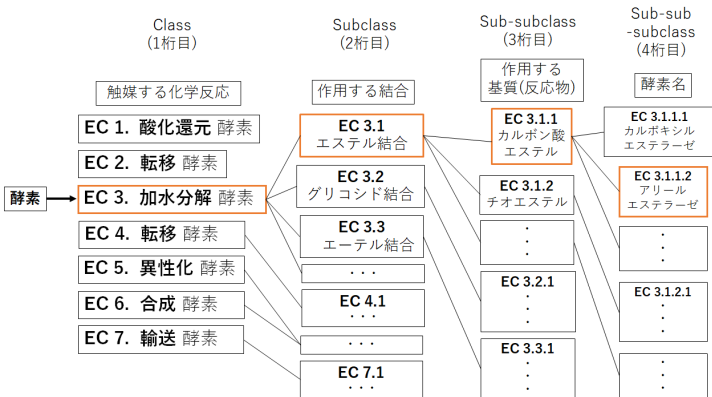 Class
(1桁目)
Subclass
(2桁目)
Sub-subclass
(3桁目)
Sub-sub
-subclass
(4桁目)
触媒する化学反応
作用する結合
作用する
基質(反応物)
酵素名
酵素
EC 1. 酸化還元 酵素
EC 2. 転移 酵素
EC 3. 加水分解 酵素
EC 4. 転移 酵素
EC 5. 異性化 酵素
EC 6. 合成 酵素
EC 7. 輸送 酵素
EC 3.1
エステル結合
EC 3.2
グリコシド結合
EC 3.3
エーテル結合
・・・
EC 4.1
・・・
・・・
EC 7.1
・・・
EC 3.1.1
カルボン酸
エステル
EC 3.1.2
チオエステル
・
・
・
EC 3.2.1
・
・
・
EC 3.3.1
・
・
・
EC 3.1.1.1
カルボキシル
エステラーゼ
EC 3.1.1.2
アリール
エステラーゼ
・
・
・
EC 3.1.2.1
・
・
・
・
・
・